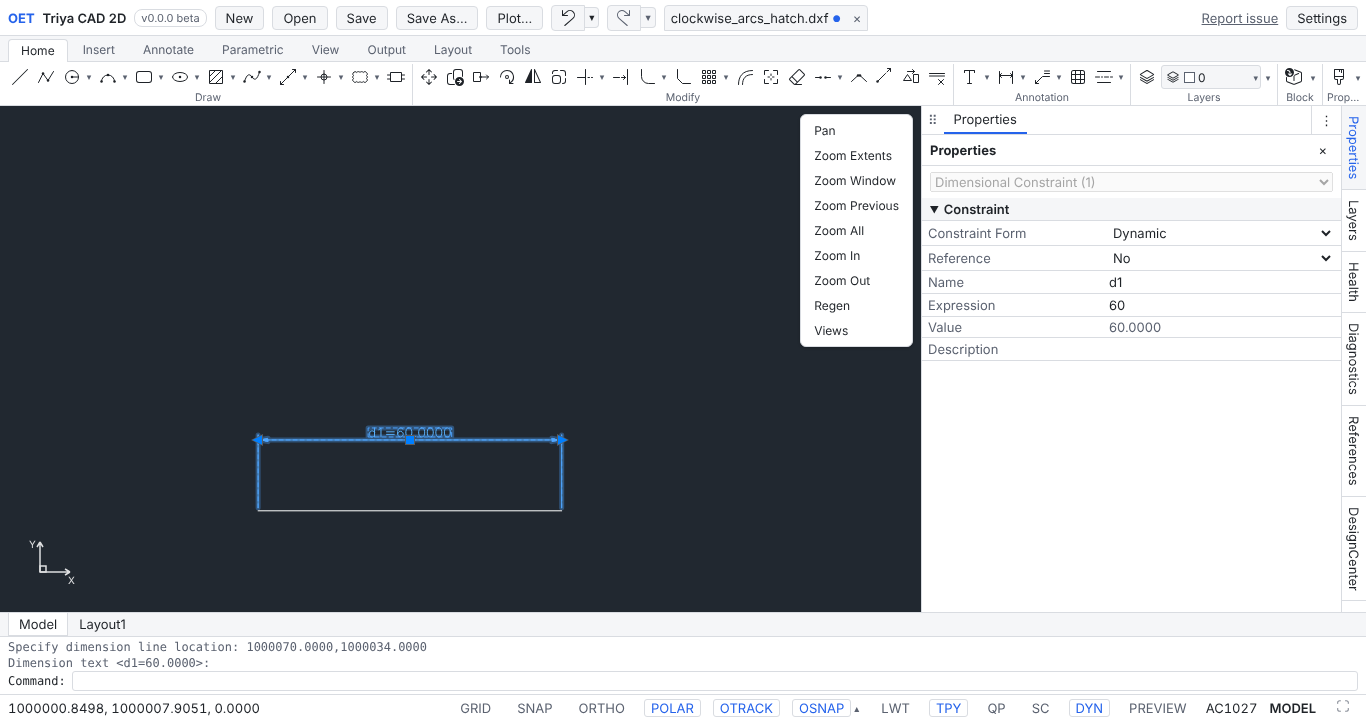 OET Triya CAD 2D v0.0.0 beta New Open Save Save As... Plot... clockwise_arcs_hatch.dxf × Report issue Settings
Home Insert Annotate Parametric View Output Layout Tools
0
Draw Modify Annotation Layers Block Prop...
Pan
Zoom Extents
Zoom Window
Zoom Previous
Zoom All
Zoom In
Zoom Out
Regen
Views
d1=60.0000
Y
X
Properties
Properties ×
Dimensional Constraint (1)
Constraint
Constraint Form Dynamic
Reference No
Name d1
Expression 60
Value 60.0000
Description
Properties
Layers
Health
Diagnostics
References
DesignCenter
Model Layout1
Specify dimension line location: 1000070.0000,1000034.0000
Dimension text <d1=60.0000>:
Command:
1000000.8498, 1000007.9051, 0.0000 GRID SNAP ORTHO POLAR OTRACK OSNAP LWT TPY QP SC DYN PREVIEW AC1027 MODEL